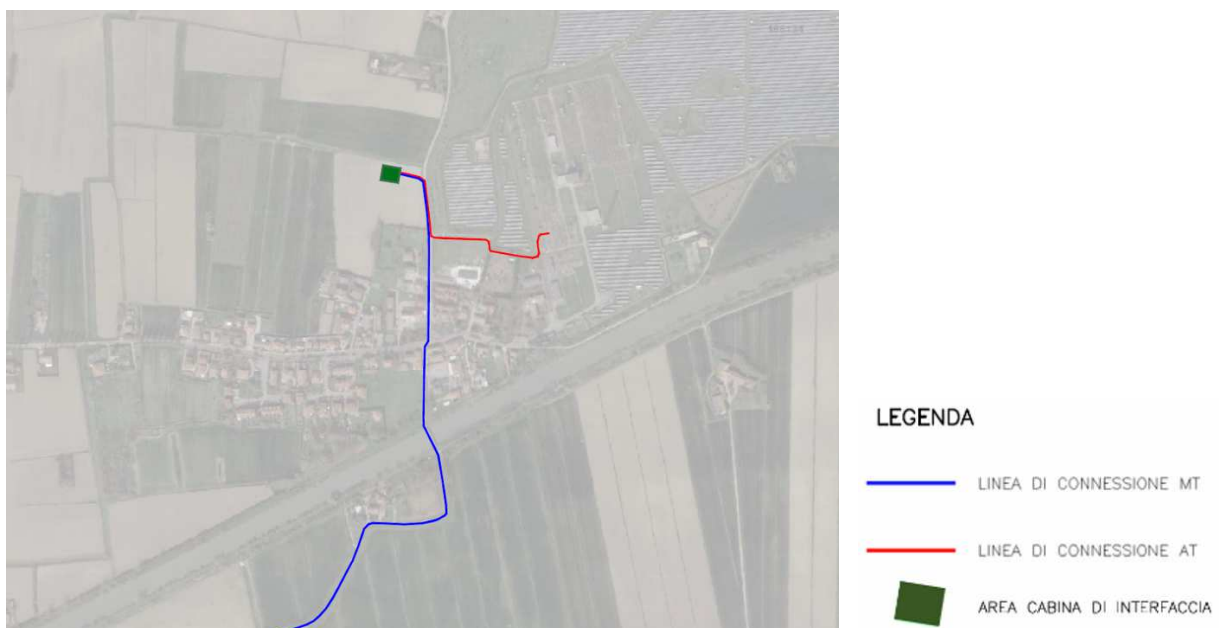 LEGENDA
LINEA DI CONNESSIONE MT
LINEA DI CONNESSIONE AT
AREA CABINA DI INTERFACCIA